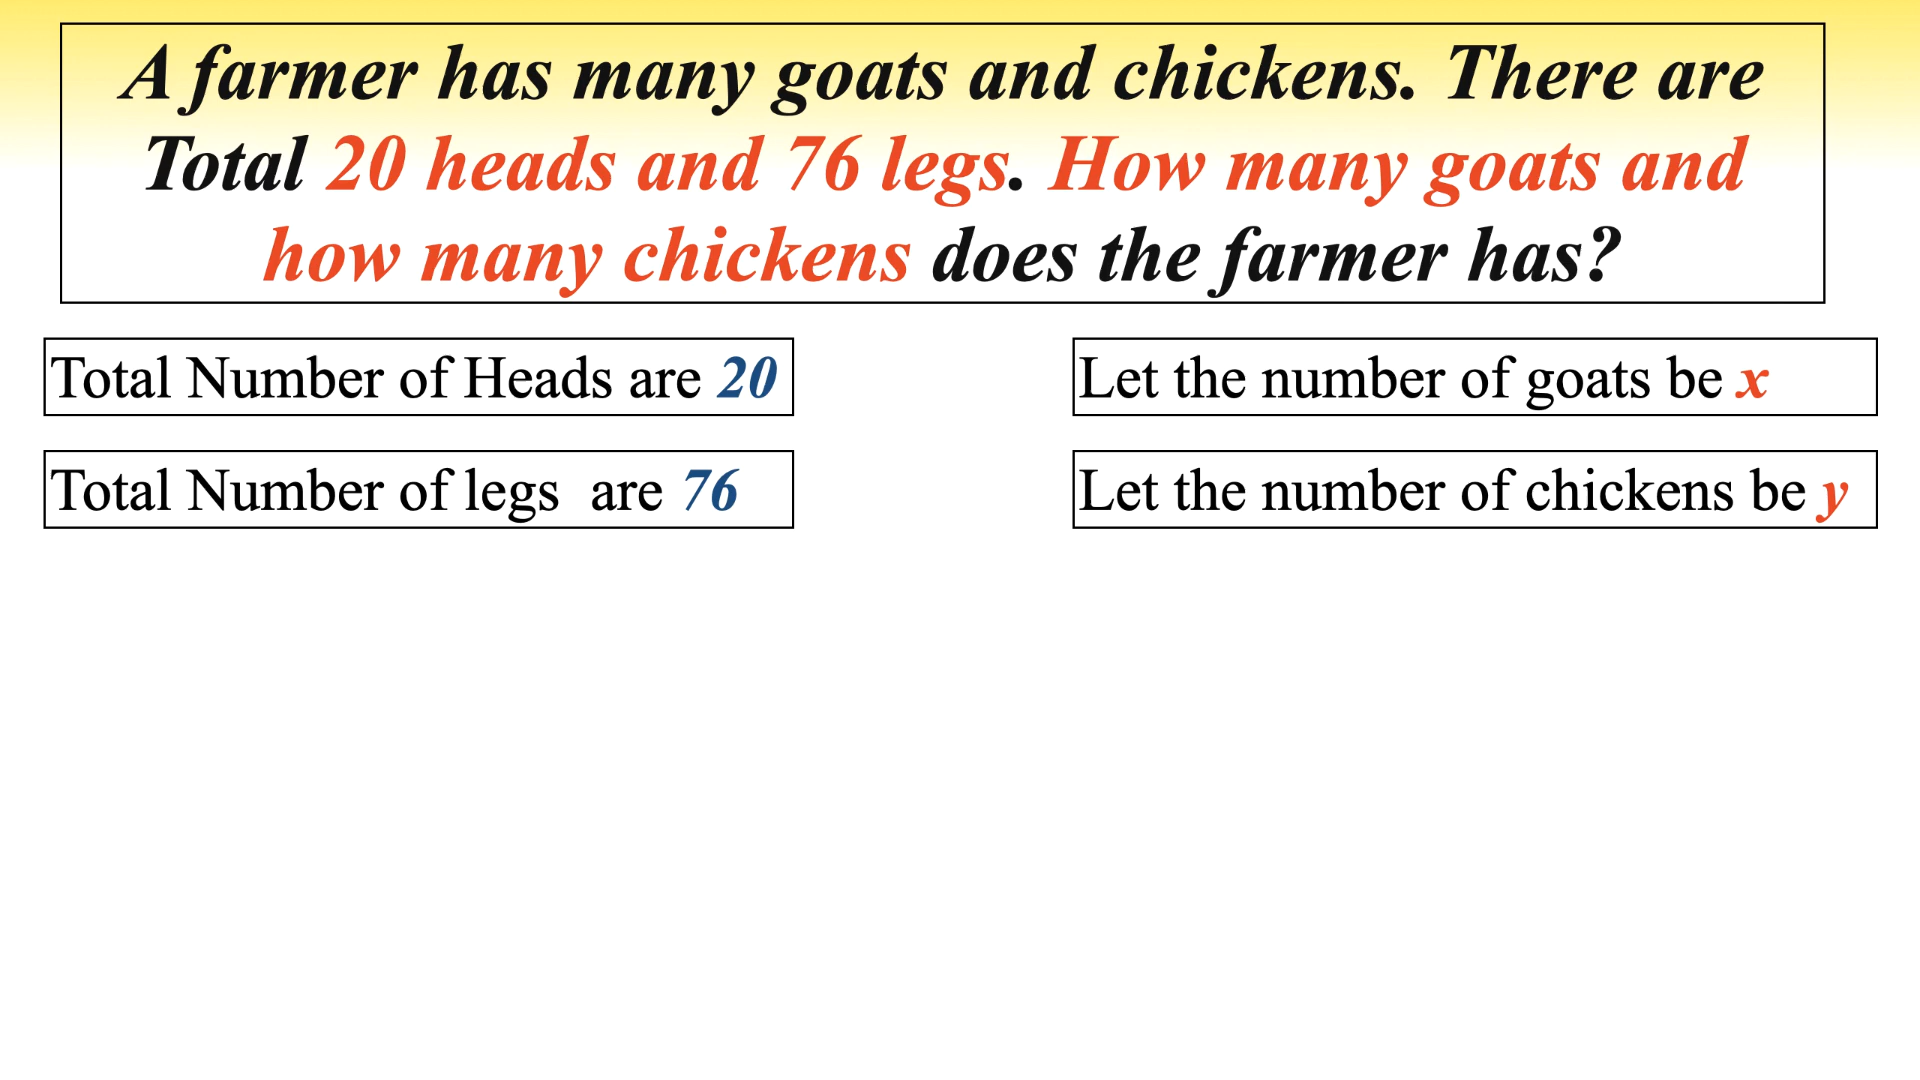 A farmer has many goats and chickens. There are
Total 20 heads and 76 legs. How many goats and
how many chickens does the farmer has?
Total Number of Heads are 20
Let the number of goats be x
Total Number of legs are 76
Let the number of chickens be y